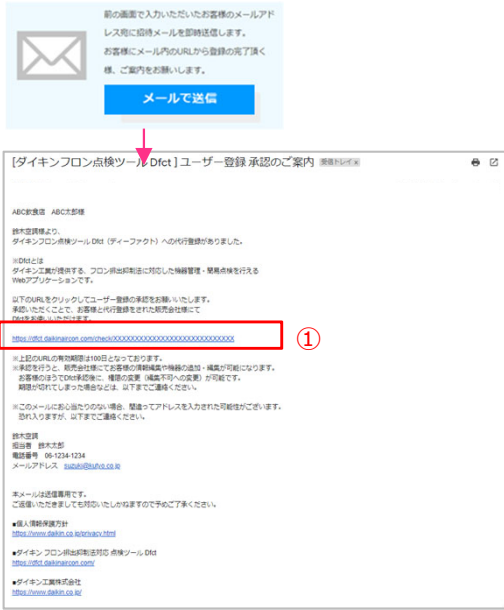 前の画面で入力いただいたお客様のメールアド
レス宛に招待メールを即時送信します。
お客様にメール内のURLから登録の完了頂く
様、ご案内をお願いします。
メールで送信
[ダイキンフロン点検ツール Dfct ] ユーザー登録 承認のご案内 受信トレイ x
ABC飲食店 ABC太郎様
鈴木空調様より、
ダイキンフロン点検ツール Dfct（ディーファクト）への代行登録がありました。
※Dfctとは
ダイキン工業が提供する、フロン排出抑制法に対応した機器管理・簡易点検を行える
Webアプリケーションです。
以下のURLをクリックしてユーザー登録の承認をお願いいたします。
承認いただくことで、お客様と代行登録をされた販売会社様にて
Dfctをお使いいただけます。
https://dfct.daikinaircon.com/check/XXXXXXXXXXXXXXXXXXXXXXXXXXXX
①
※上記のURLの有効期限は100日となっております。
※承認を行うと、販売会社様にてお客様の情報編集や機器の追加・編集が可能になります。
お客様のほうでDfct承認後に、権限の変更（編集不可への変更）が可能です。
期限が切れてしまった場合などは、以下までご連絡ください。
※このメールにお心当たりのない場合、間違ってアドレスを入力された可能性がございます。
恐れ入りますが、以下までご連絡ください。
鈴木空調
担当者 鈴木太郎
電話番号 06-1234-1234
メールアドレス suzuki@kutyo.co.jp
本メールは送信専用です。
ご返信いただきましても対応いたしかねますので予めご了承ください。
■個人情報保護方針
https://www.daikin.co.jp/privacy.html
■ダイキン フロン排出抑制法対応 点検ツール Dfct
https://dfct.daikinaircon.com/
■ダイキン工業株式会社
https://www.daikin.co.jp/